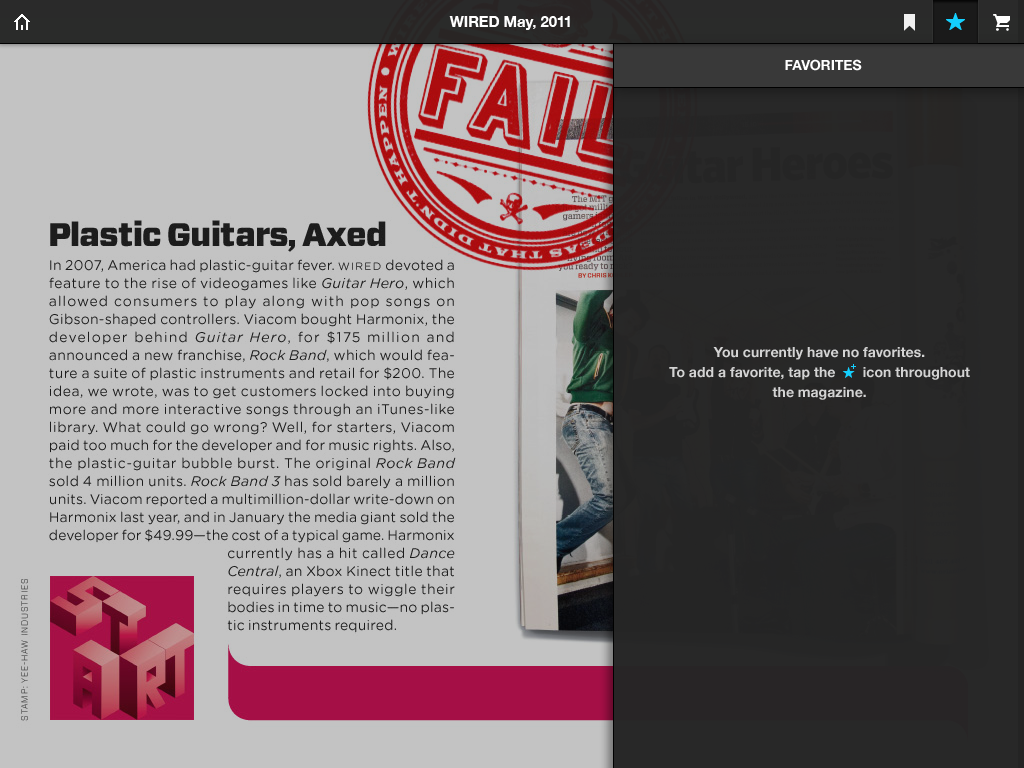 WIRED May, 2011
FAVORITES
FAIL
HAPPEN
THAT DIDN'T
Guitar Heroes
BY CHRIS
Plastic Guitars, Axed
In 2007, America had plastic-guitar fever. WIRED devoted a
feature to the rise of videogames like Guitar Hero, which
allowed consumers to play along with pop songs on
Gibson-shaped controllers. Viacom bought Harmonix, the
developer behind Guitar Hero, for $175 million and
announced a new franchise, Rock Band, which would fea-
ture a suite of plastic instruments and retail for $200. The
idea, we wrote, was to get customers locked into buying
more and more interactive songs through an iTunes-like
library. What could go wrong? Well, for starters, Viacom
paid too much for the developer and for music rights. Also,
the plastic-guitar bubble burst. The original Rock Band
sold 4 million units. Rock Band 3 has sold barely a million
units. Viacom reported a multimillion-dollar write-down on
Harmonix last year, and in January the media giant sold the
developer for $49.99—the cost of a typical game. Harmonix
currently has a hit called Dance
Central, an Xbox Kinect title that
requires players to wiggle their
bodies in time to music—no plas-
tic instruments required.
START
STAMP: YEE-HAW INDUSTRIES
You currently have no favorites.
To add a favorite, tap the icon throughout
the magazine.